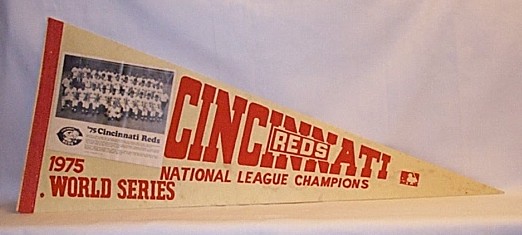 '75 Cincinnati Reds
CINCINNATI
REDS
NATIONAL LEAGUE CHAMPIONS
1975
WORLD SERIES